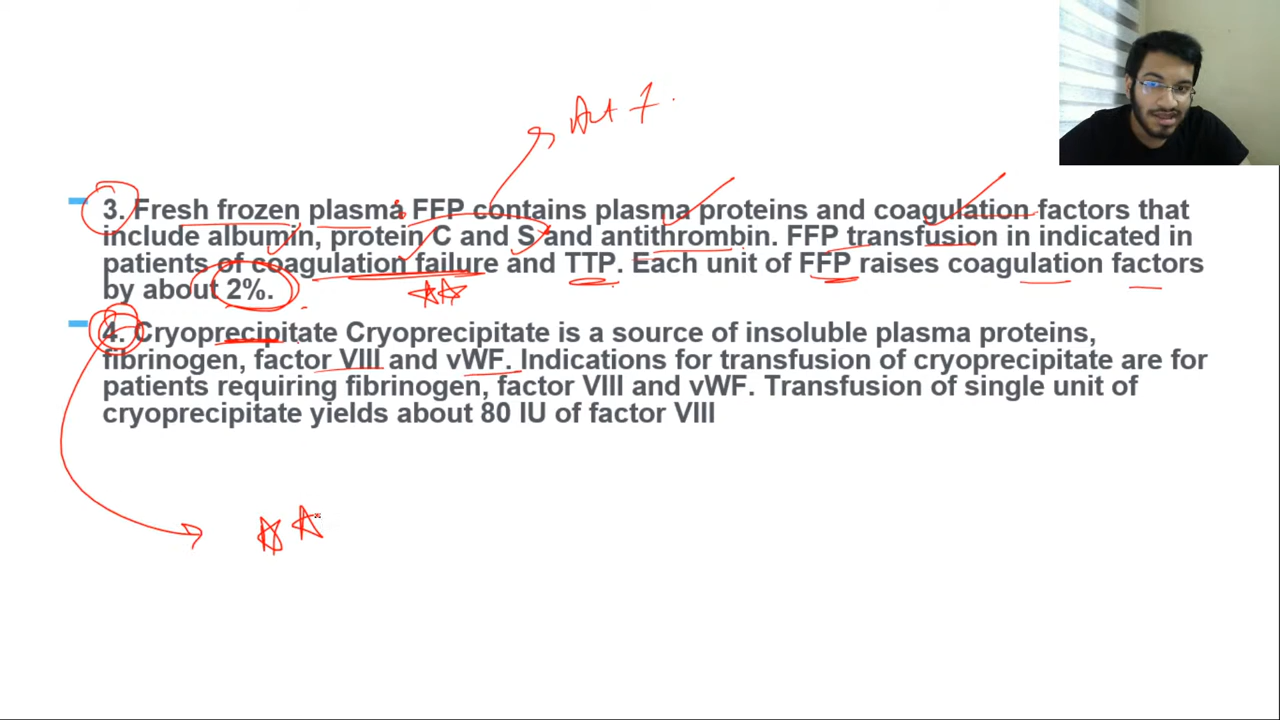 3. Fresh frozen plasma FFP contains plasma proteins and coagulation factors that
include albumin, protein C and S and antithrombin. FFP transfusion in indicated in
patients of coagulation failure and TTP. Each unit of FFP raises coagulation factors
by about 2%.
4. Cryoprecipitate Cryoprecipitate is a source of insoluble plasma proteins,
fibrinogen, factor VIII and vWF. Indications for transfusion of cryoprecipitate are for
patients requiring fibrinogen, factor VIII and vWF. Transfusion of single unit of
cryoprecipitate yields about 80 IU of factor VIII